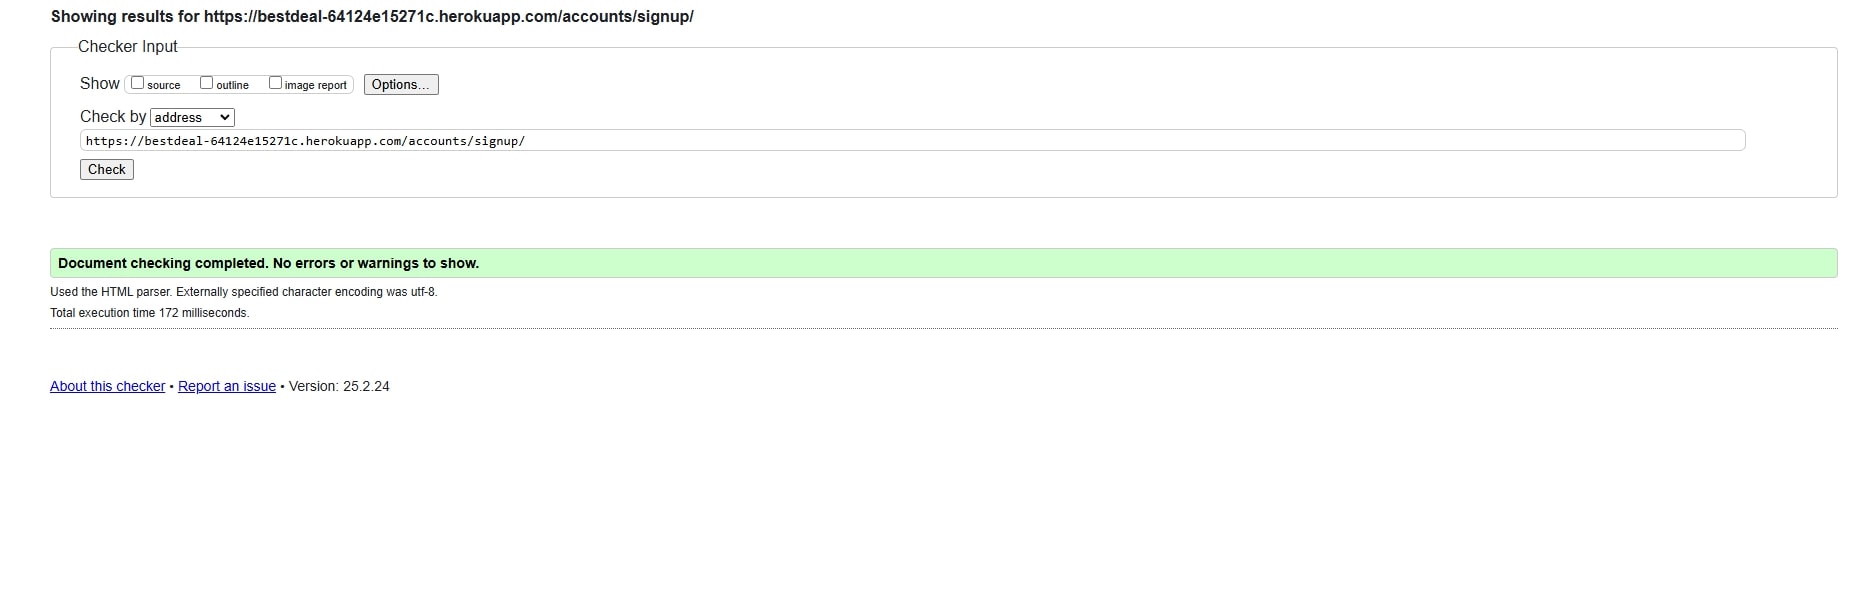 Showing results for https://bestdeal-64124e15271c.herokuapp.com/accounts/signup/
Checker Input
Show source outline image report Options...
Check by address
https://bestdeal-64124e15271c.herokuapp.com/accounts/signup/
Check
Document checking completed. No errors or warnings to show.
Used the HTML parser. Externally specified character encoding was utf-8.
Total execution time 172 milliseconds.
About this checker • Report an issue • Version: 25.2.24